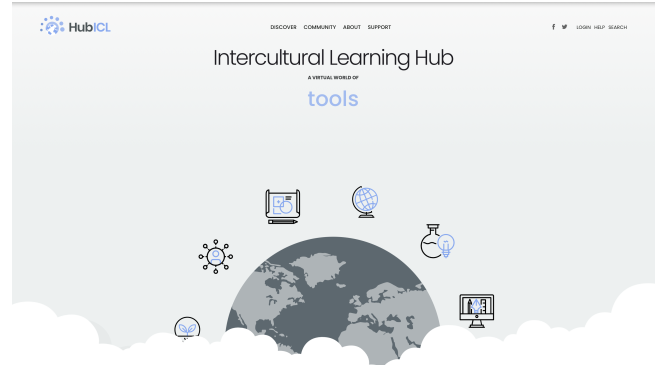 HubICL
DISCOVER COMMUNITY ABOUT SUPPORT
LOGIN HELP SEARCH
Intercultural Learning Hub
A VIRTUAL WORLD OF
tools